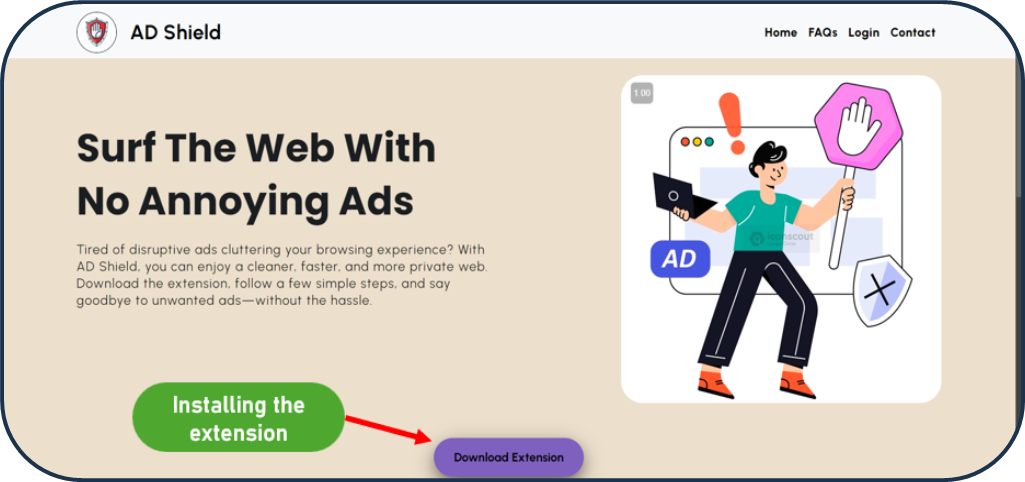 AD Shield
Home FAQs Login Contact
1.00
Surf The Web With
No Annoying Ads
Tired of disruptive ads cluttering your browsing experience? With
AD Shield, you can enjoy a cleaner, faster, and more private web.
Download the extension, follow a few simple steps, and say
goodbye to unwanted ads—without the hassle.
iconscout
AD
Installing the
extension
Download Extension